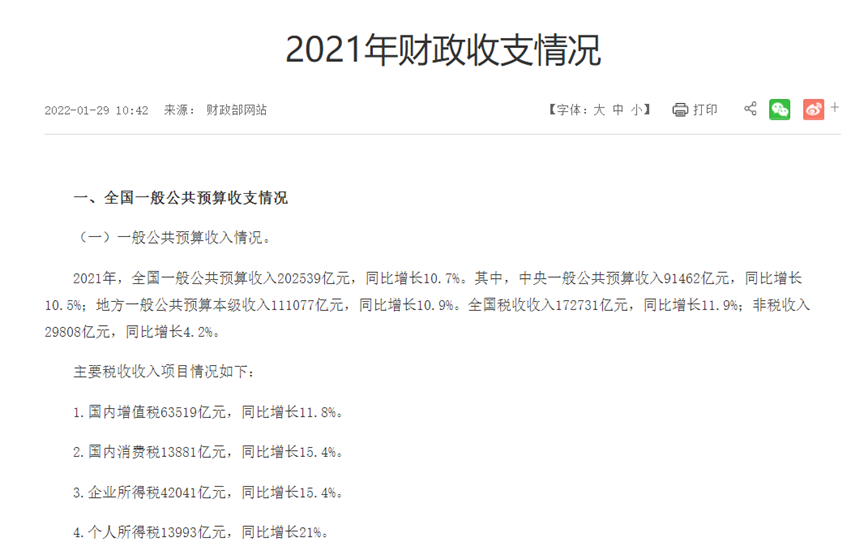 2021年财政收支情况
2022-01-29 10:42 来源： 财政部网站 【字体：大 中 小】 打印 +
一、全国一般公共预算收支情况
（一）一般公共预算收入情况。
2021年，全国一般公共预算收入202539亿元，同比增长10.7%。其中，中央一般公共预算收入91462亿元，同比增长
10.5%；地方一般公共预算本级收入111077亿元，同比增长10.9%。全国税收收入172731亿元，同比增长11.9%；非税收入
29808亿元，同比增长4.2%。
主要税收收入项目情况如下：
1.国内增值税63519亿元，同比增长11.8%。
2.国内消费税13881亿元，同比增长15.4%。
3.企业所得税42041亿元，同比增长15.4%。
4.个人所得税13993亿元，同比增长21%。